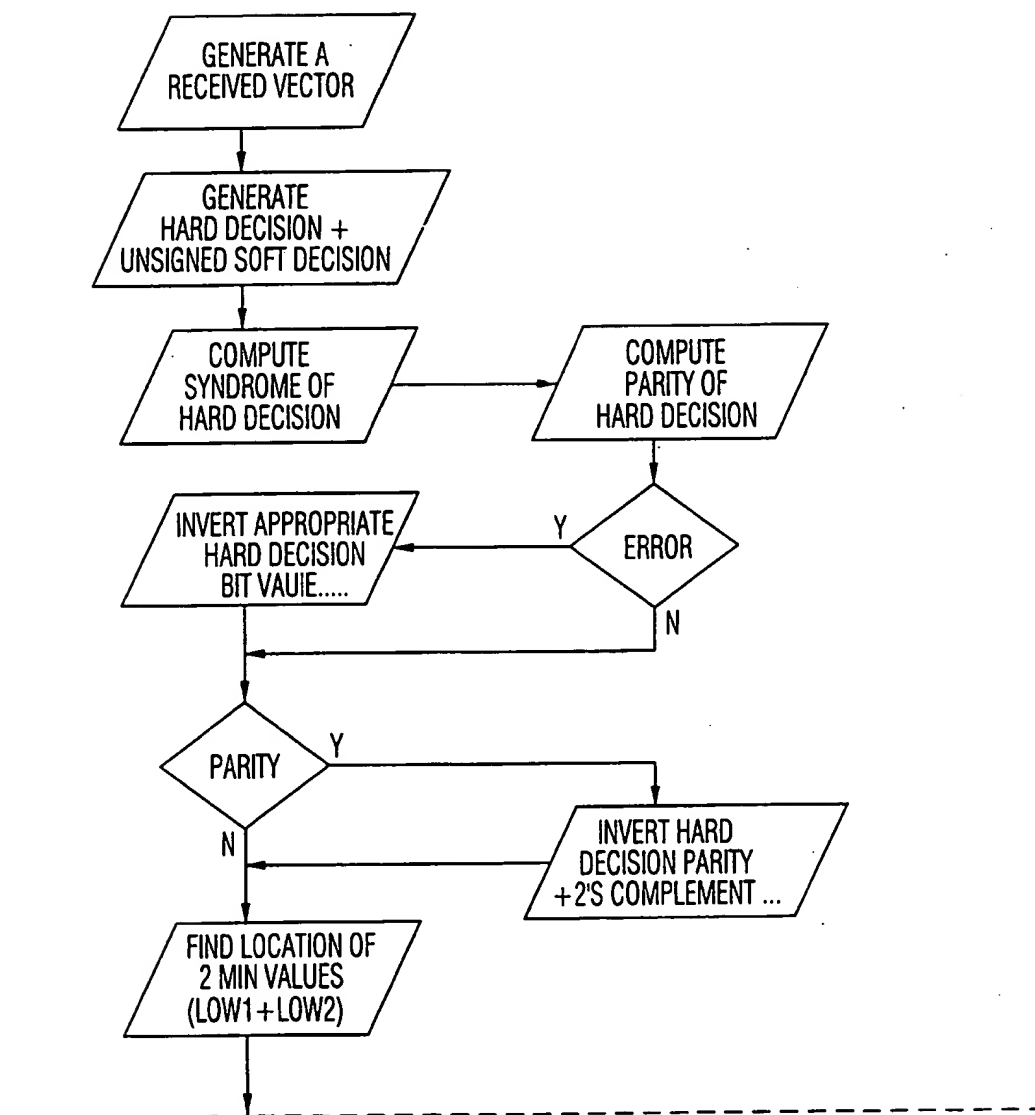 GENERATE A
RECEIVED VECTOR
GENERATE
HARD DECISION +
UNSIGNED SOFT DECISION
COMPUTE
SYNDROME OF
HARD DECISION
COMPUTE
PARITY OF
HARD DECISION
ERROR
Y
N
INVERT APPROPRIATE
HARD DECISION
BIT VAUIE.....
PARITY
Y
N
INVERT HARD
DECISION PARITY
+2'S COMPLEMENT ...
FIND LOCATION OF
2 MIN VALUES
(LOW1+LOW2)